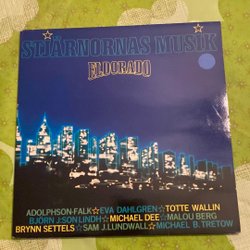 STJÄRNORNAS MUSIK
ELDORADO
ADOLPHSON-FALK☆EVA DAHLGREN☆TOTTE WALLIN
BJÖRN J:SON LINDH☆MICHAEL DEE☆MALOU BERG
BRYNN SETTELS☆SAM J.LUNDWALL☆MICHAEL B.TRETOW